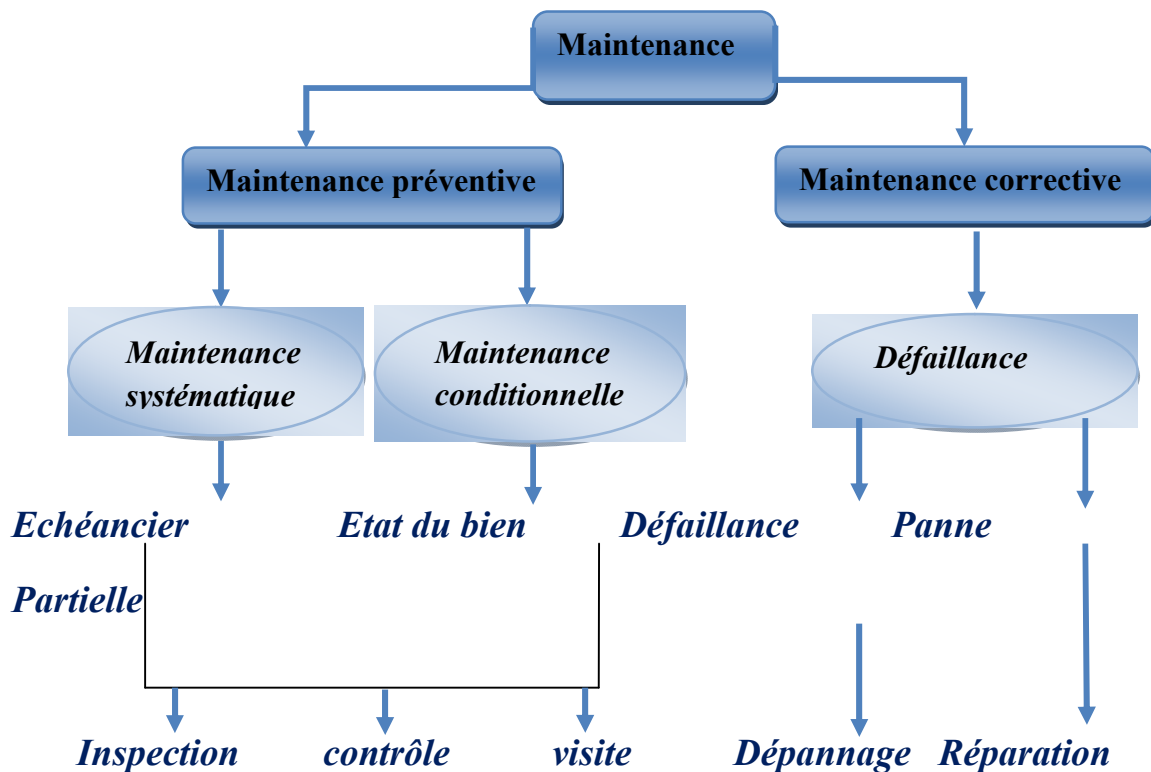 Maintenance
Maintenance préventive
Maintenance corrective
Maintenance
systématique
Maintenance
conditionnelle
Défaillance
Echéancier Etat du bien Défaillance Panne
Partielle
Inspection contrôle visite Dépannage Réparation